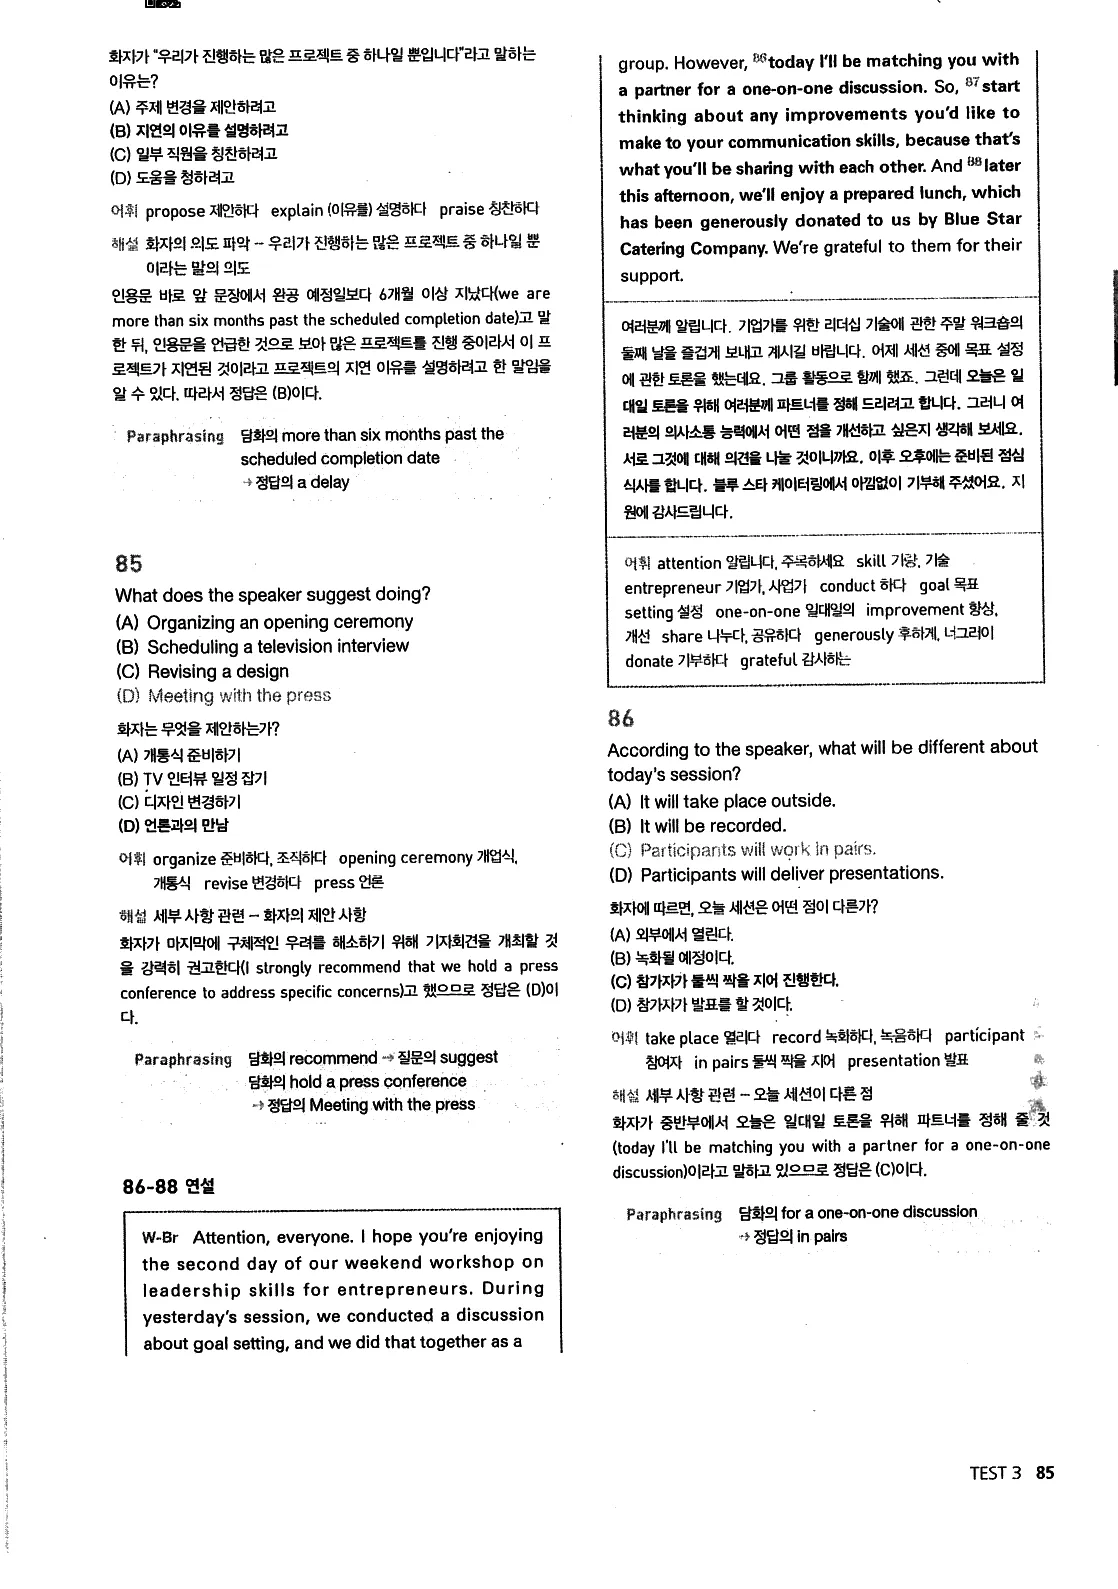 화자가 "우리가 진행하는 많은 프로젝트 중 하나일 뿐입니다"라고 말하는
이유는?
(A) 주제 변경을 제안하려고
(B) 지연의 이유를 설명하려고
(C) 일부 직원을 칭찬하려고
(D) 도움을 청하려고
어휘 propose 제안하다 explain (이유를) 설명하다 praise 칭찬하다
해설 화자의 의도 파악 – 우리가 진행하는 많은 프로젝트 중 하나일 뿐
이라는 말의 의도
인용문 바로 앞 문장에서 완공 예정일보다 6개월 이상 지났다(we are
more than six months past the scheduled completion date)고 말
한 뒤, 인용문을 언급한 것으로 보아 많은 프로젝트를 진행 중이라서 이 프
로젝트가 지연된 것이라고 프로젝트의 지연 이유를 설명하려고 한 말임을
알 수 있다. 따라서 정답은 (B)이다.
Paraphrasing 담화의 more than six months past the
scheduled completion date
→ 정답의 a delay
85
What does the speaker suggest doing?
(A) Organizing an opening ceremony
(B) Scheduling a television interview
(C) Revising a design
(D) Meeting with the press
화자는 무엇을 제안하는가?
(A) 개통식 준비하기
(B) TV 인터뷰 일정 잡기
(C) 디자인 변경하기
(D) 언론과의 만남
어휘 organize 준비하다, 조직하다 opening ceremony 개업식,
개통식 revise 변경하다 press 언론
해설 세부 사항 관련 – 화자의 제안 사항
화자가 마지막에 구체적인 우려를 해소하기 위해 기자회견을 개최할 것
을 강력히 권고한다(I strongly recommend that we hold a press
conference to address specific concerns)고 했으므로 정답은 (D)이
다.
Paraphrasing 담화의 recommend → 질문의 suggest
담화의 hold a press conference
→ 정답의 Meeting with the press
86-88 연설
W-Br Attention, everyone. I hope you're enjoying
the second day of our weekend workshop on
leadership skills for entrepreneurs. During
yesterday's session, we conducted a discussion
about goal setting, and we did that together as a
group. However, 86today I'll be matching you with
a partner for a one-on-one discussion. So, 87start
thinking about any improvements you'd like to
make to your communication skills, because that's
what you'll be sharing with each other. And 88later
this afternoon, we'll enjoy a prepared lunch, which
has been generously donated to us by Blue Star
Catering Company. We're grateful to them for their
support.
여러분께 알립니다. 기업가를 위한 리더십 기술에 관한 주말 워크숍의
둘째 날을 즐겁게 보내고 계시길 바랍니다. 어제 세션 중에 목표 설정
에 관한 토론을 했는데요. 그룹 활동으로 함께 했죠. 그런데 오늘은 일
대일 토론을 위해 여러분께 파트너를 정해 드리려고 합니다. 그러니 여
러분의 의사소통 능력에서 어떤 점을 개선하고 싶은지 생각해 보세요.
서로 그것에 대해 의견을 나눌 것이니까요. 이후 오후에는 준비된 점심
식사를 합니다. 블루 스타 케이터링에서 아낌없이 기부해 주셨어요. 지
원에 감사드립니다.
어휘 attention 알립니다, 주목하세요 skill 기량, 기술
entrepreneur 기업가, 사업가 conduct 하다 goal 목표
setting 설정 one-on-one 일대일의 improvement 향상,
개선 share 나누다, 공유하다 generously 후하게, 너그러이
donate 기부하다 grateful 감사하는
86
According to the speaker, what will be different about
today's session?
(A) It will take place outside.
(B) It will be recorded.
(C) Participants will work in pairs.
(D) Participants will deliver presentations.
화자에 따르면, 오늘 세션은 어떤 점이 다른가?
(A) 외부에서 열린다.
(B) 녹화될 예정이다.
(C) 참가자가 둘씩 짝을 지어 진행한다.
(D) 참가자가 발표를 할 것이다.
어휘 take place 열리다 record 녹화하다, 녹음하다 participant
참여자 in pairs 둘씩 짝을 지어 presentation 발표
해설 세부 사항 관련 – 오늘 세션이 다른 점
화자가 중반부에서 오늘은 일대일 토론을 위해 파트너를 정해 줄 것
(today I'll be matching you with a partner for a one-on-one
discussion)이라고 말하고 있으므로 정답은 (C)이다.
Paraphrasing 담화의 for a one-on-one discussion
→ 정답의 in pairs
TEST 3 85